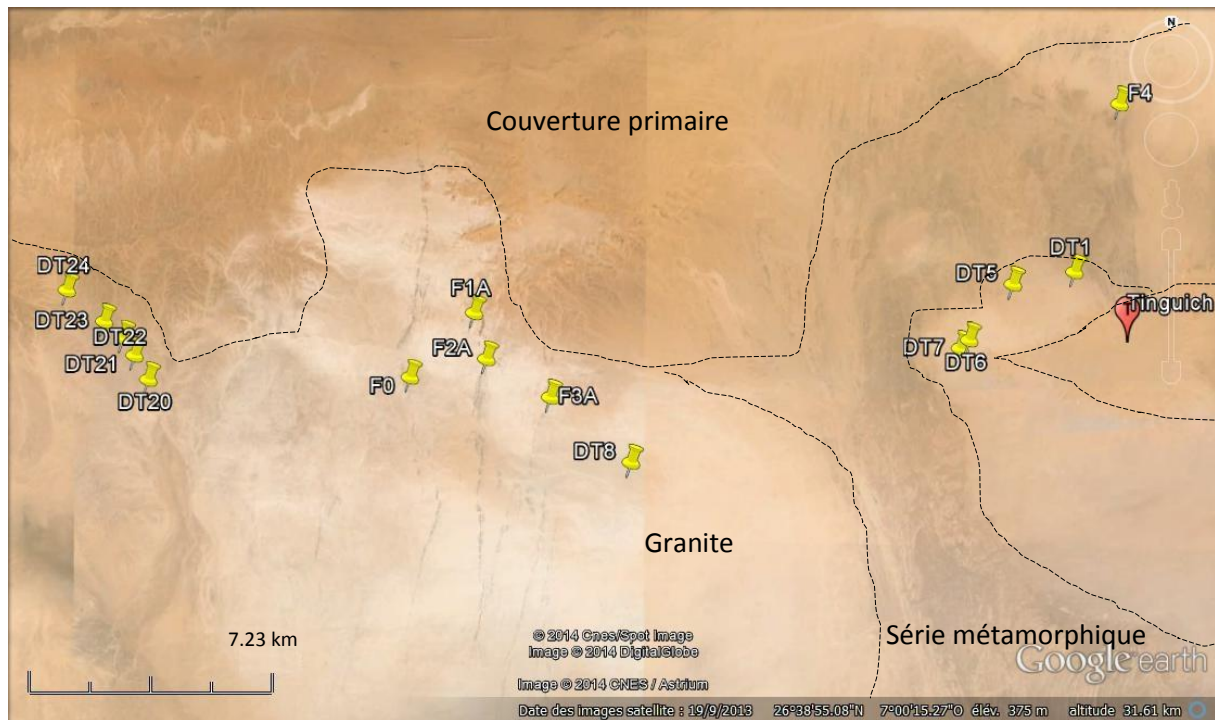 N
F4
Couverture primaire
DT24
DT1
DT5
F1A
Tinguich
DT23
DT22
DT21
F2A
DT7
DT6
F0
DT20
F3A
DT8
Granite
7.23 km
© 2014 Cnes/Spot Image
Image © 2014 DigitalGlobe
Série métamorphique
Google earth
Image © 2014 CNES / Astrium
Date des images satellite : 19/9/2013 26°38'55.08"N 7°00'15.27"O élév. 375 m altitude 31.61 km